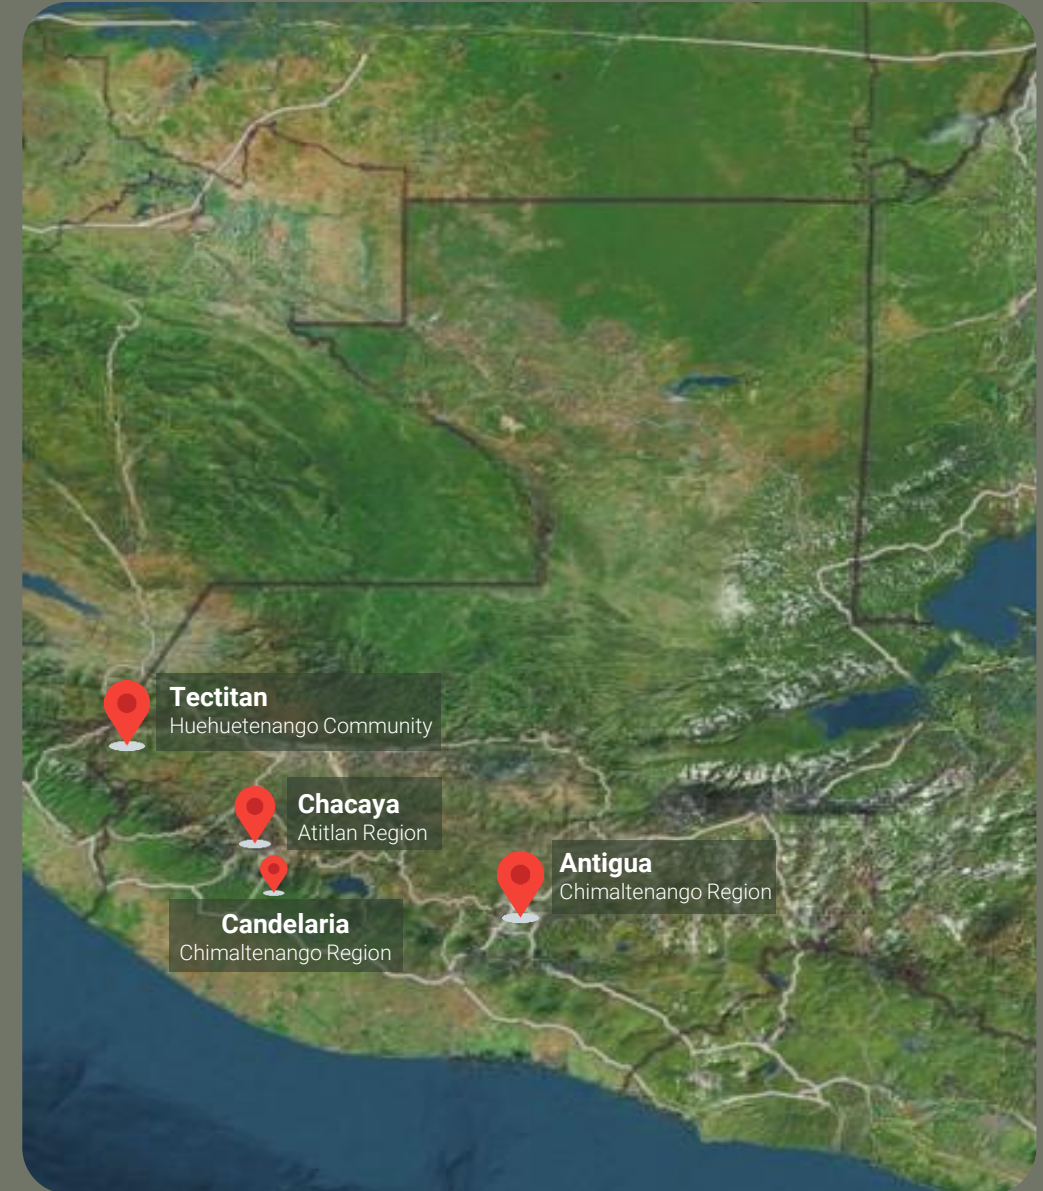 Tectitan
Huehuetenango Community
Chacaya
Atitlan Region
Antigua
Chimaltenango Region
Candelaria
Chimaltenango Region